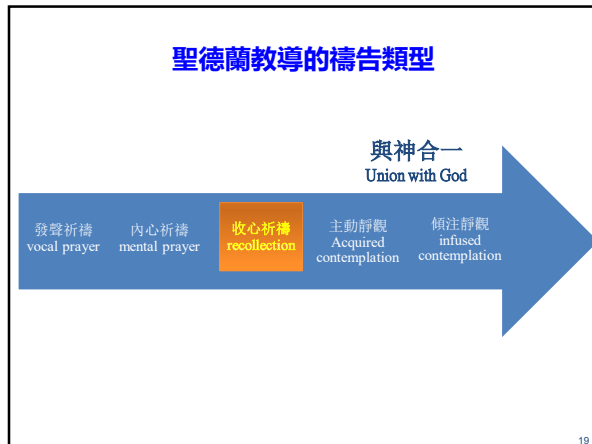 聖德蘭教導的禱告類型
與神合一
Union with God
發聲祈禱
vocal prayer
內心祈禱
mental prayer
收心祈禱
recollection
主動靜觀
Acquired
contemplation
傾注靜觀
infused
contemplation
19